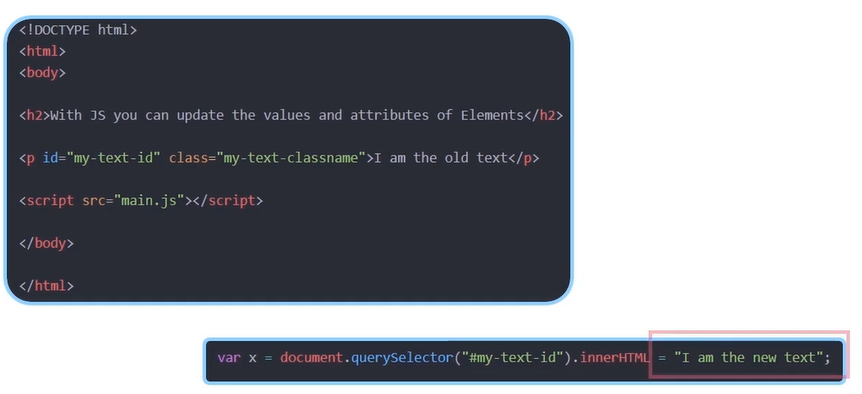 <!DOCTYPE html>
<html>
<body>
<h2>With JS you can update the values and attributes of Elements</h2>
<p id="my-text-id" class="my-text-classname">I am the old text</p>
<script src="main.js"></script>
</body>
</html>
var x = document.querySelector("#my-text-id").innerHTML = "I am the new text";